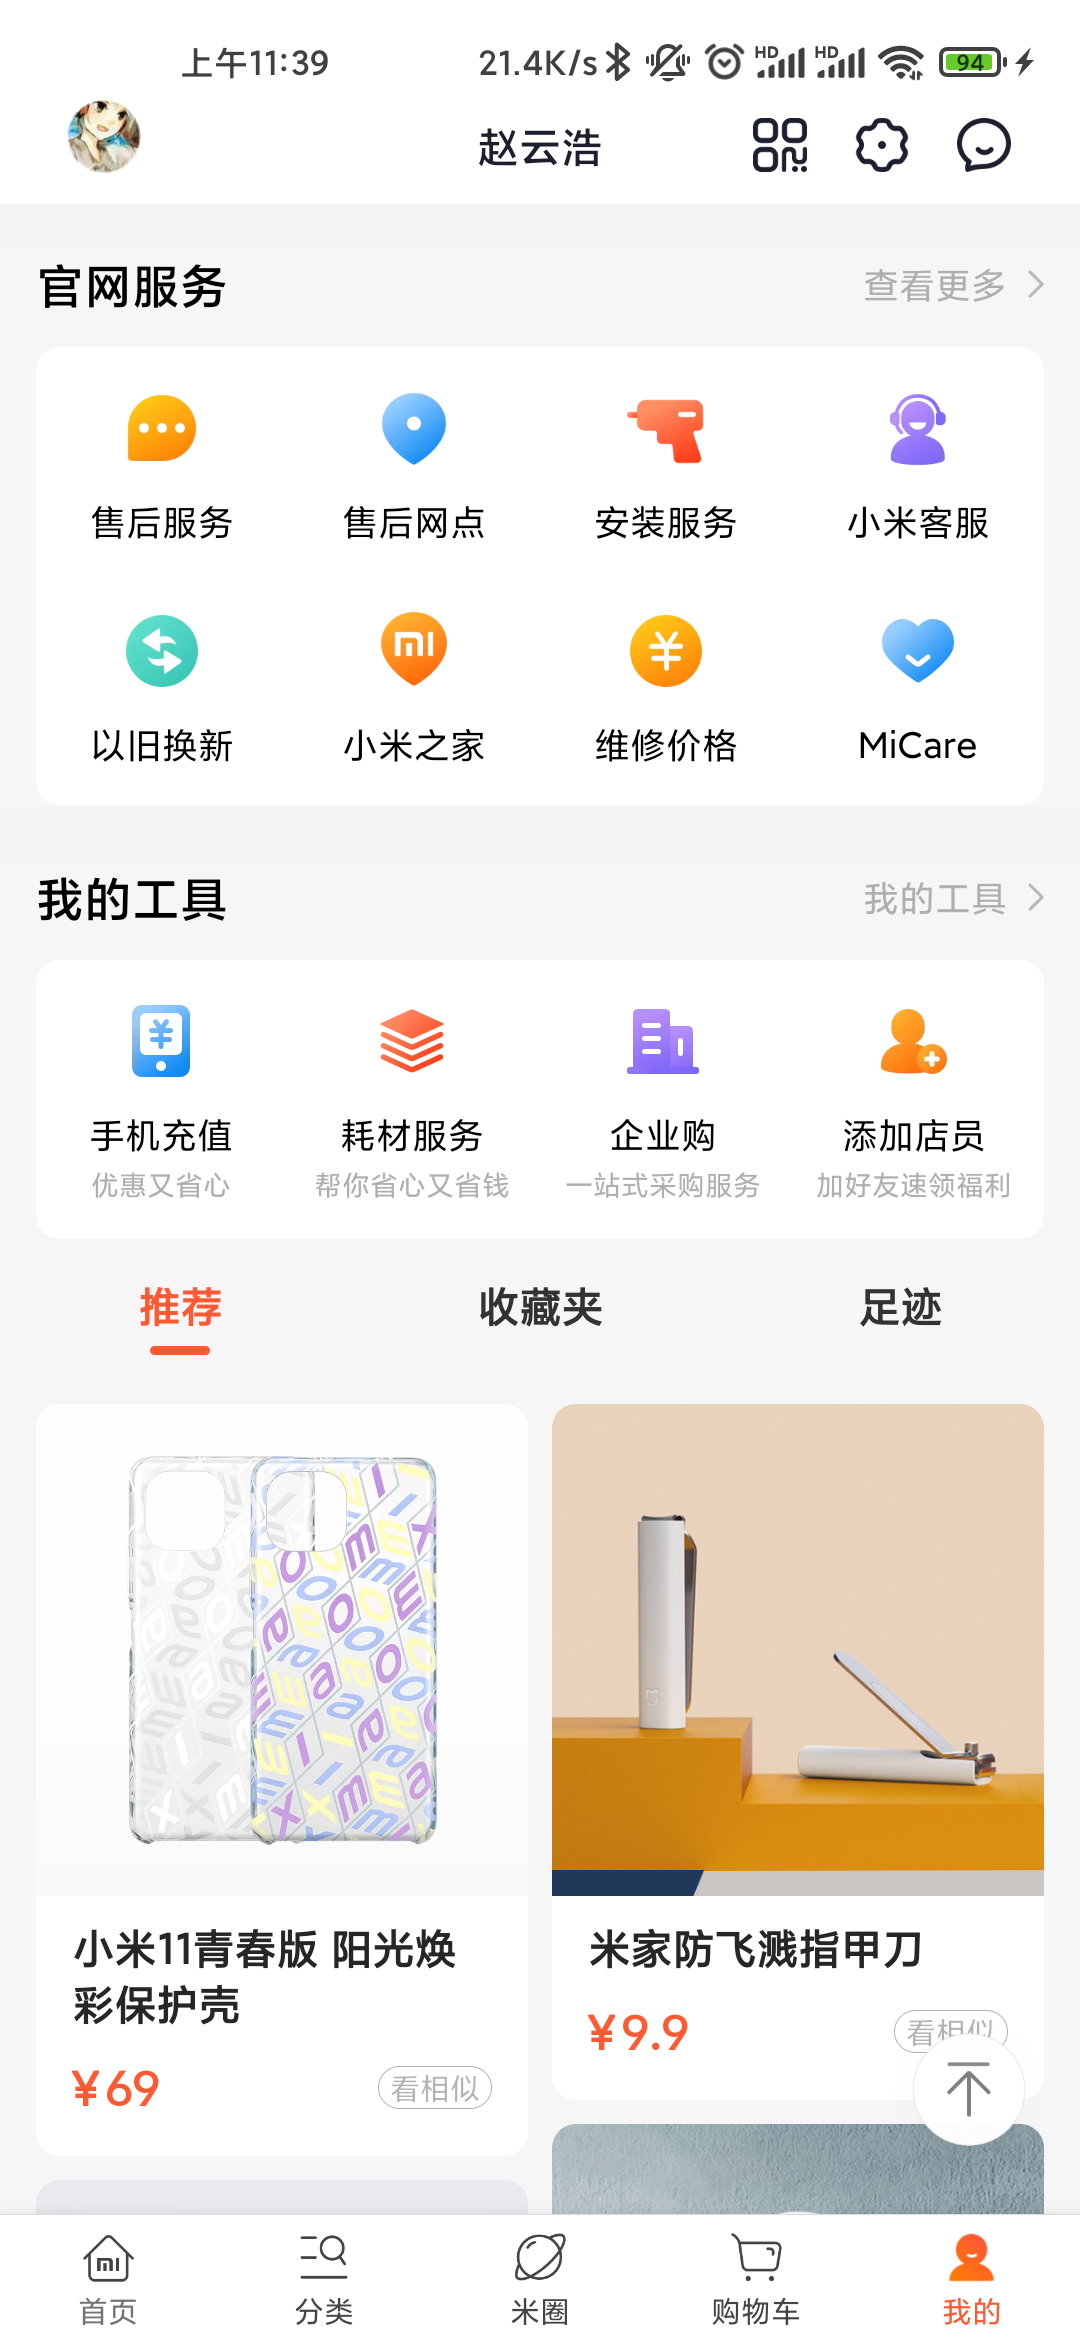 上午11:39
21.4K/s
HD
HD
94
赵云浩
官网服务
查看更多
售后服务
售后网点
安装服务
小米客服
以旧换新
小米之家
维修价格
MiCare
我的工具
我的工具
手机充值
耗材服务
企业购
添加店员
优惠又省心
帮你省心又省钱
一站式采购服务
加好友速领福利
推荐
收藏夹
足迹
小米11青春版 阳光焕
彩保护壳
¥69
看相似
米家防飞溅指甲刀
¥9.9
看相似
首页
分类
米圈
购物车
我的